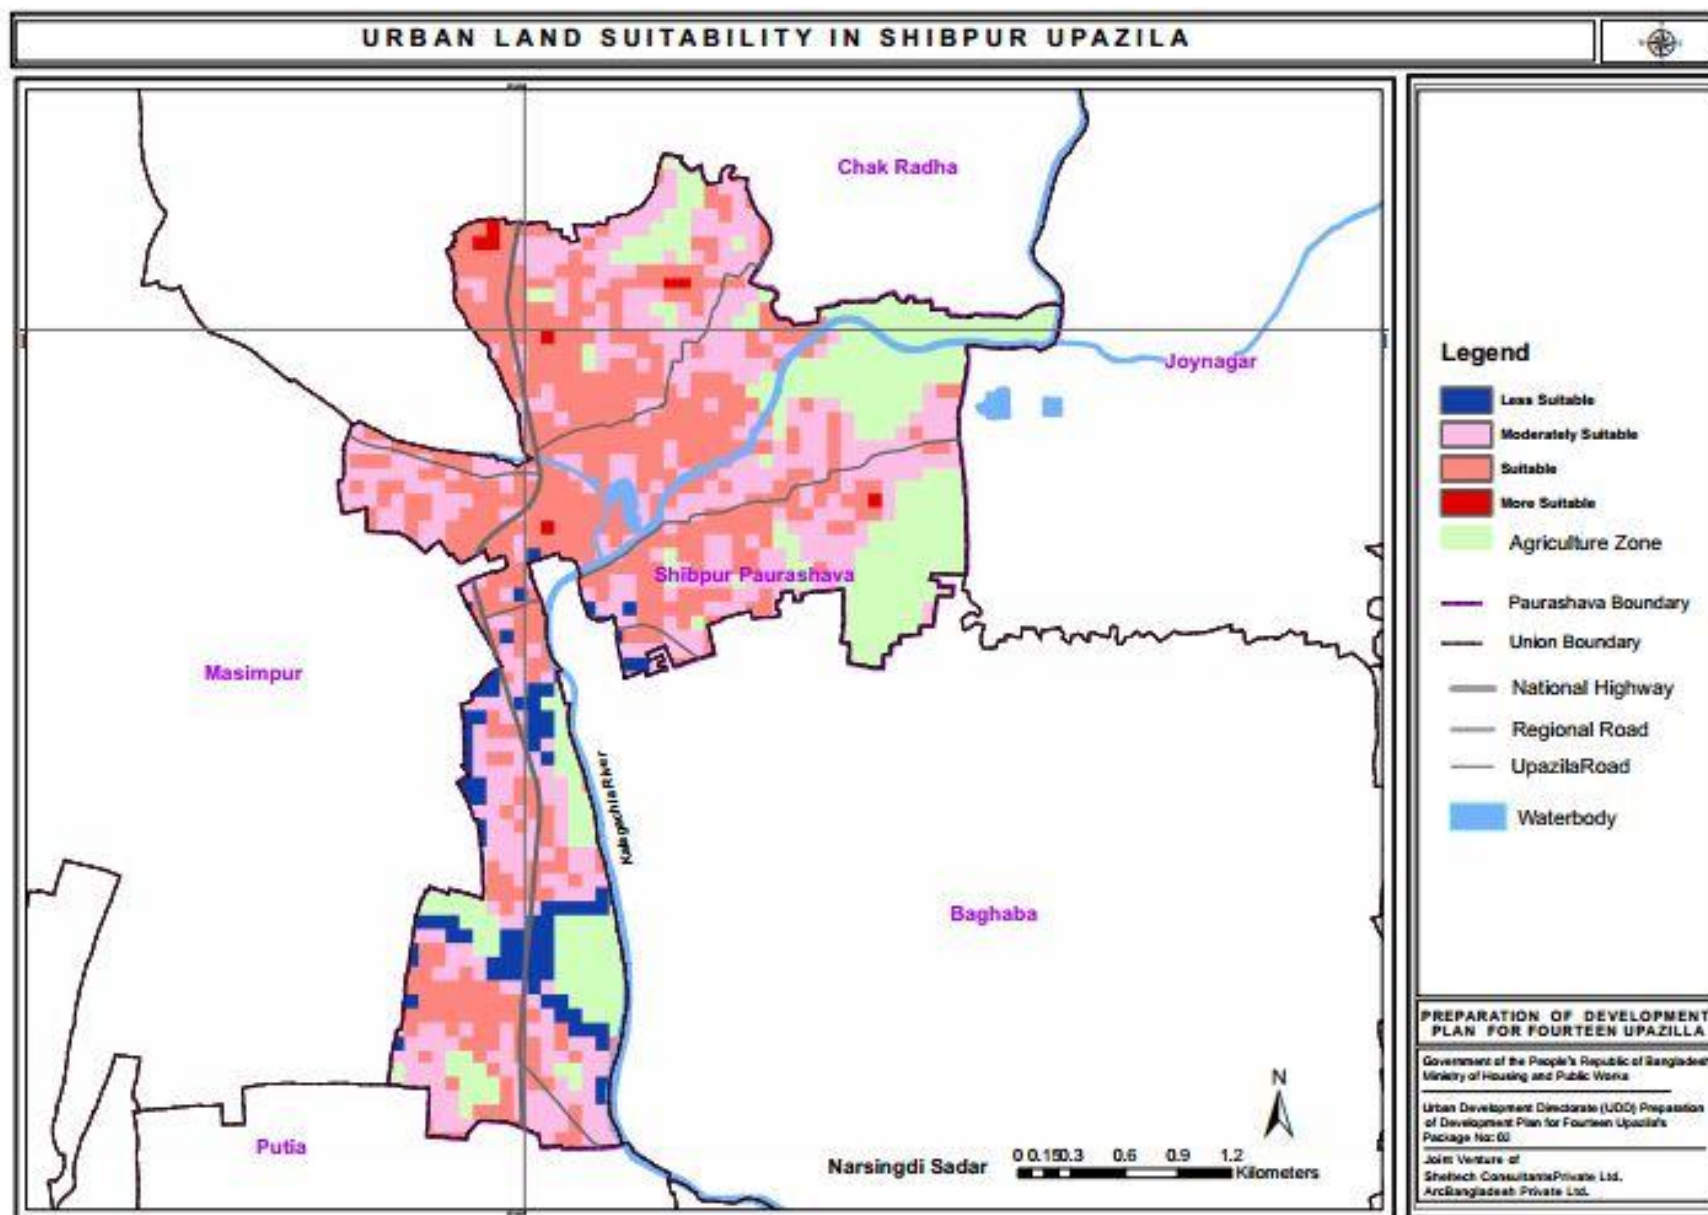 URBAN LAND SUITABILITY IN SHIBPUR UPAZILA
Chak Radha
Joynagar
Shibpur Paurashava
Masimpur
Kalagachia River
Baghaba
Putia
Narsingdi Sadar
N
0 0.15 0.3 0.6 0.9 1.2
Kilometers
Legend
Less Suitable
Moderately Suitable
Suitable
More Suitable
Agriculture Zone
Paurashava Boundary
Union Boundary
National Highway
Regional Road
UpazilaRoad
Waterbody
PREPARATION OF DEVELOPMENT
PLAN FOR FOURTEEN UPAZILLA
Government of the People's Republic of Bangladesh
Ministry of Housing and Public Works
Urban Development Directorate (UDD) Preparation
of Development Plan for Fourteen Upazila's
Package No: 02
Joint Venture of
Sheltech Consultants Private Ltd.
ArcBangladesh Private Ltd.